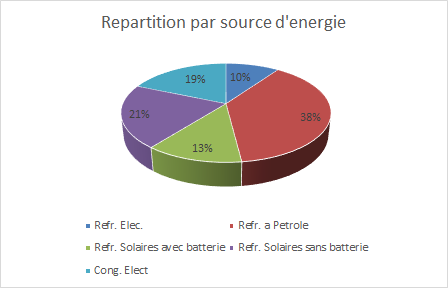 Repartition par source d'energie
10%
19%
38%
21%
13%
Refr. Elec.
Refr. a Petrole
Refr. Solaires avec batterie
Refr. Solaires sans batterie
Cong. Elect